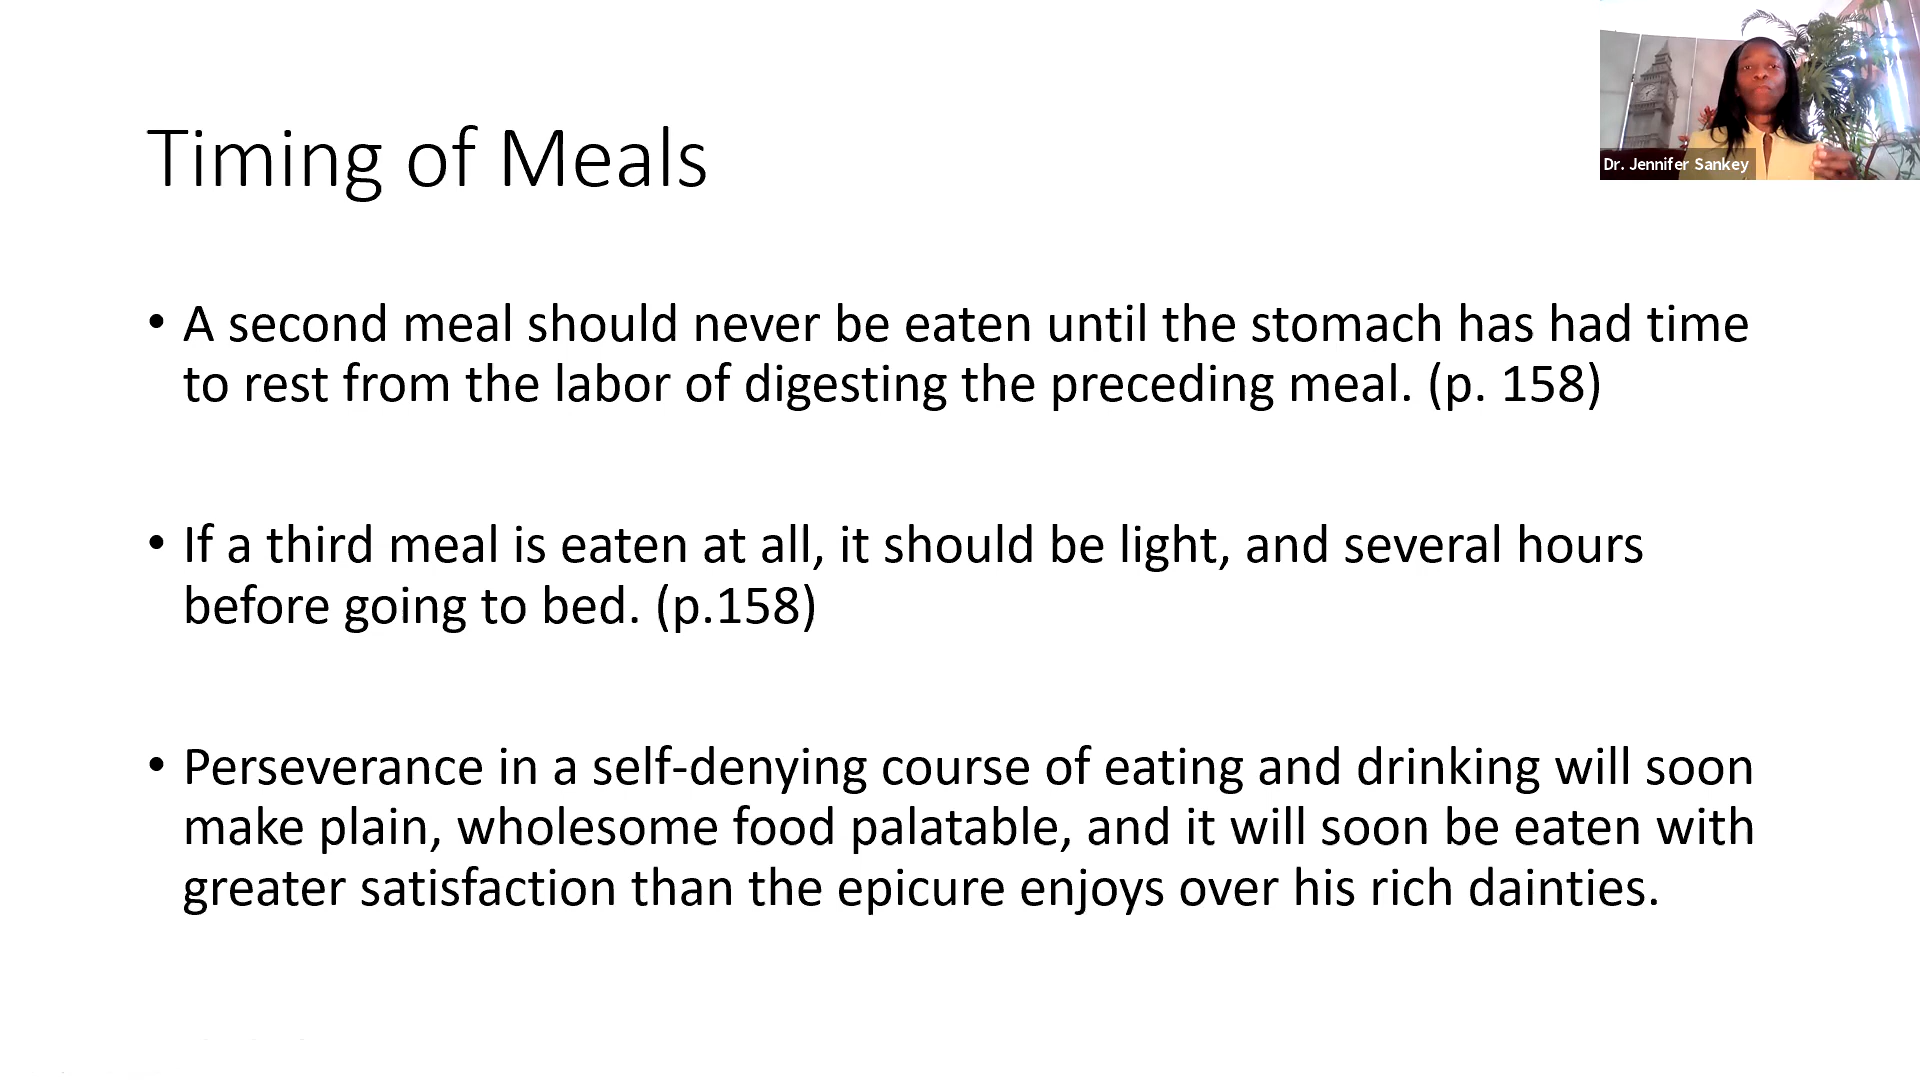 Timing of Meals
Dr. Jennifer Sankey
• A second meal should never be eaten until the stomach has had time
to rest from the labor of digesting the preceding meal. (p. 158)
• If a third meal is eaten at all, it should be light, and several hours
before going to bed. (p.158)
• Perseverance in a self-denying course of eating and drinking will soon
make plain, wholesome food palatable, and it will soon be eaten with
greater satisfaction than the epicure enjoys over his rich dainties.